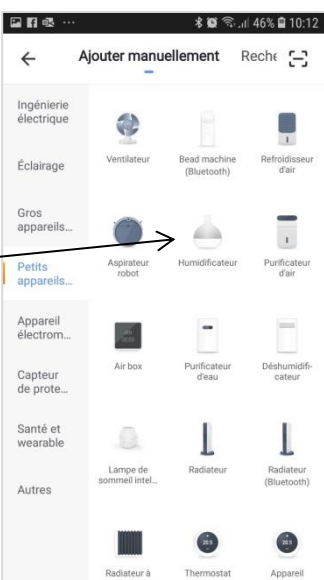 46% 10:12
Ajouter manuellement Reche
Ingénierie
électrique
Éclairage
Gros
appareils...
Petits
appareils...
Appareil
électrom...
Capteur
de prote...
Santé et
wearable
Autres
Ventilateur
Bead machine
(Bluetooth)
Refroidisseur
d'air
Aspirateur
robot
Humidificateur
Purificateur
d'air
Air box
Purificateur
d'eau
Déshumidifi-
cateur
Lampe de
sommeil intel...
Radiateur
Radiateur
(Bluetooth)
Radiateur à
Thermostat
Appareil